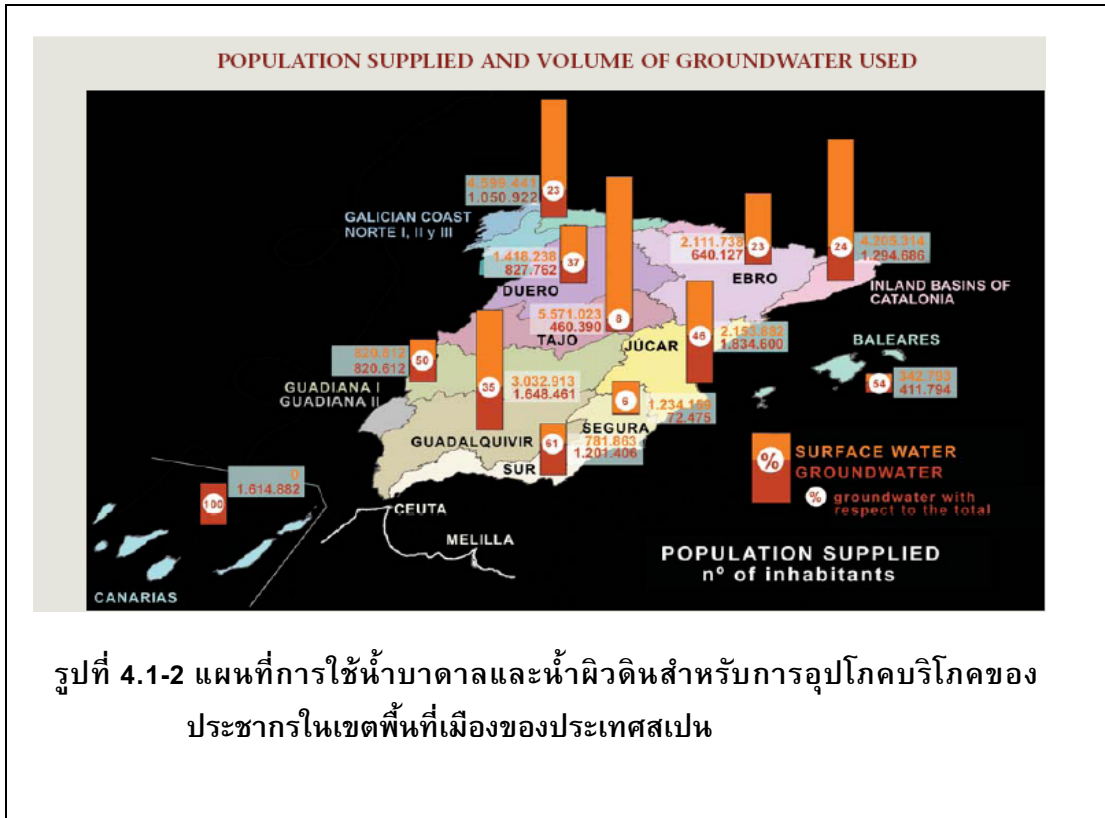 POPULATION SUPPLIED AND VOLUME OF GROUNDWATER USED
4.599.441
1.050.922
23
GALICIAN COAST
NORTE I, II y III
1.418.238
827.762
37
DUERO
5.571.023
460.390
8
TAJO
2.111.738
640.127
23
EBRO
24
4.205.314
1.294.686
INLAND BASINS OF
CATALONIA
46
2.153.882
1.834.600
JÚCAR
BALEARES
54
342.793
411.794
820.612
820.612
50
GUADIANA I
GUADIANA II
35
3.032.913
1.648.461
GUADALQUIVIR
6
1.234.159
72.475
SEGURA
61
781.863
1.201.406
SUR
0
1.614.882
100
CEUTA
MELILLA
CANARIAS
%
SURFACE WATER
GROUNDWATER
% groundwater with
respect to the total
POPULATION SUPPLIED
nº of inhabitants
รูปที่ 4.1-2 แผนที่การใช้น้ำบาดาลและน้ำผิวดินสำหรับการอุปโภคบริโภคของ
ประชากรในเขตพื้นที่เมืองของประเทศสเปน